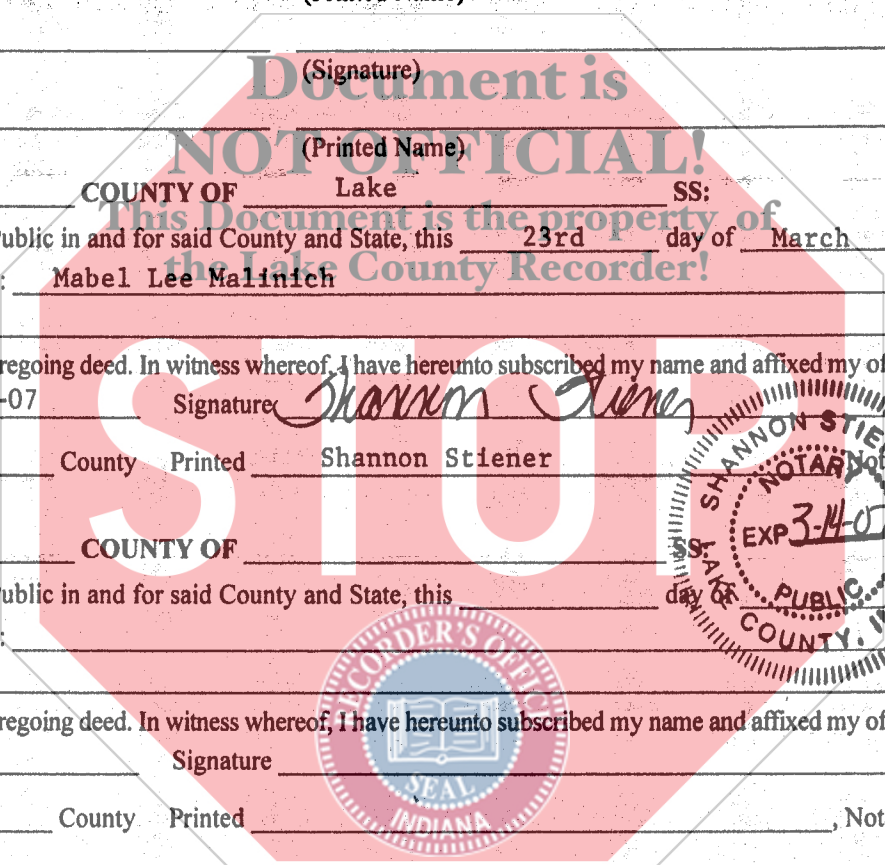 (Signature)
Document is
NOT OFFICIAL!
(Printed Name)
COUNTY OF Lake SS:
This Document is the property of
ublic in and for said County and State, this 23rd day of March
the Lake County Recorder!
: Mabel Lee Malinich
regoing deed. In witness whereof, I have hereunto subscribed my name and affixed my of
-07 Signature Shannon Stiener
County Printed Shannon Stiener Not
SHANNON STIE
NOTAR
EXP 3-14-07
PUBLIC
LAKE COUNTY, I
STOP
COUNTY OF SS:
ublic in and for said County and State, this day of
:
RECORDER'S OFFIC
regoing deed. In witness whereof, I have hereunto subscribed my name and affixed my of
Signature
SEAL
INDIANA
County Printed , Not